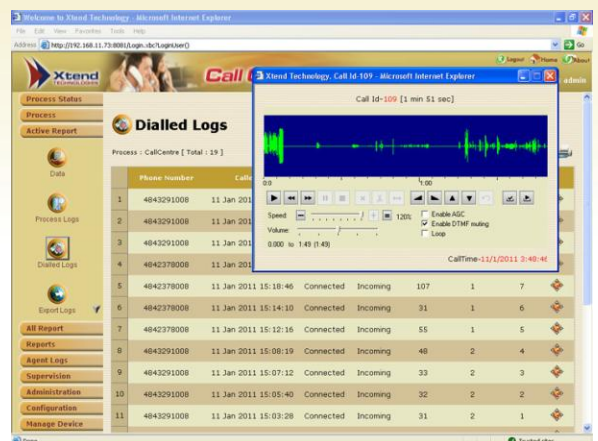 Welcome to Xtend Technology - Microsoft Internet Explorer
File Edit View Favorites Tools Help
Address http://192.168.11.73:8081/Login.sbc?LoginUser() Go
Xtend
TECHNOLOGIES
Call
Logout Home About
admin
Xtend Technology, Call Id-109 - Microsoft Internet Explorer
Call Id-109 [1 min 51 sec]
0:0 1:00
Speed: 120%
Volume:
Enable AGC
Enable DTMF muting
Loop
0.000 to 1:49 (1:49)
CallTime-11/1/2011 3:48:46
Process Status
Process
Active Report
Data
Process Logs
Dialled Logs
Export Logs
All Report
Reports
Agent Logs
Supervision
Administration
Configuration
Manage Device
Dialled Logs
Process : CallCentre [ Total : 19 ]
Phone Number Calle
1 4843291008 11 Jan 201
2 4843291008 11 Jan 201
3 4843291008 11 Jan 201
4 4842378008 11 Jan 201
5 4842378008 11 Jan 2011 15:18:46 Connected Incoming 107 1 7
6 4842378008 11 Jan 2011 15:14:10 Connected Incoming 31 1 6
7 4842378008 11 Jan 2011 15:12:16 Connected Incoming 55 1 5
8 4843291008 11 Jan 2011 15:08:19 Connected Incoming 48 2 4
9 4843291008 11 Jan 2011 15:07:12 Connected Incoming 33 2 3
10 4843291008 11 Jan 2011 15:05:40 Connected Incoming 32 2 2
11 4843291008 11 Jan 2011 15:03:28 Connected Incoming 31 2 1